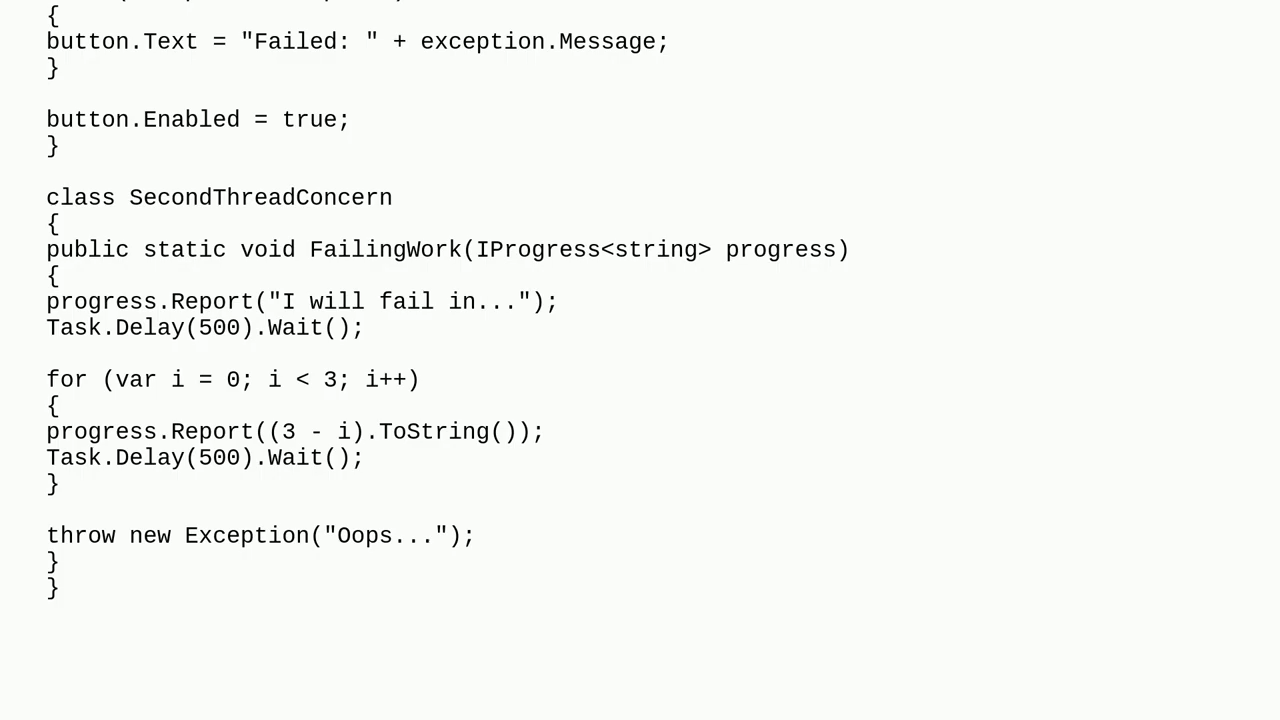 {
button.Text = "Failed: " + exception.Message;
}
button.Enabled = true;
}
class SecondThreadConcern
{
public static void FailingWork(IProgress<string> progress)
{
progress.Report("I will fail in...");
Task.Delay(500).Wait();
for (var i = 0; i < 3; i++)
{
progress.Report((3 - i).ToString());
Task.Delay(500).Wait();
}
throw new Exception("Oops...");
}
}